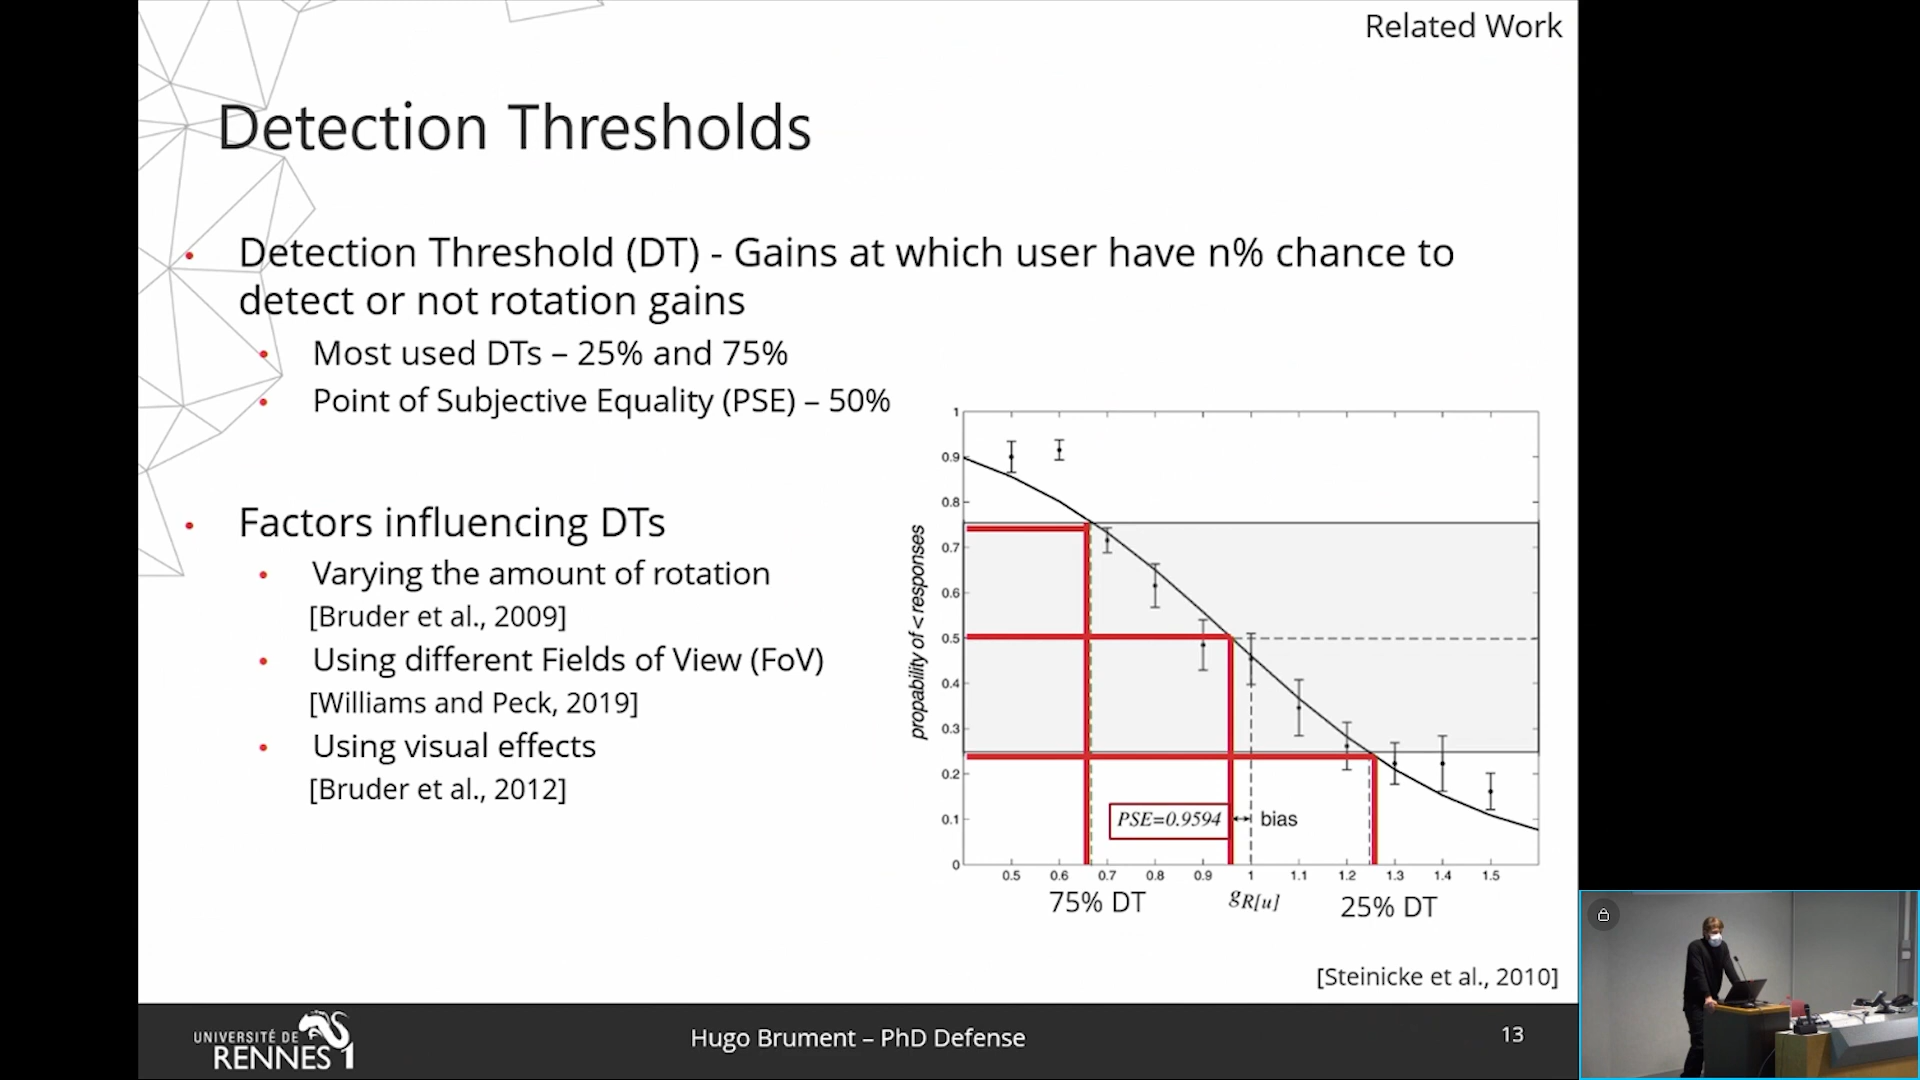 Related Work
Detection Thresholds
• Detection Threshold (DT) - Gains at which user have n% chance to
detect or not rotation gains
• Most used DTs – 25% and 75%
• Point of Subjective Equality (PSE) – 50%
• Factors influencing DTs
• Varying the amount of rotation
[Bruder et al., 2009]
• Using different Fields of View (FoV)
[Williams and Peck, 2019]
• Using visual effects
[Bruder et al., 2012]
1
0.9
0.8
0.7
0.6
0.5
0.4
0.3
0.2
0.1
0
propability of < responses
PSE=0.9594
bias
0.5 0.6 0.7 0.8 0.9 1 1.1 1.2 1.3 1.4 1.5
75% DT
gR[u]
25% DT
[Steinicke et al., 2010]
UNIVERSITÉ DE
RENNES 1
Hugo Brument – PhD Defense
13